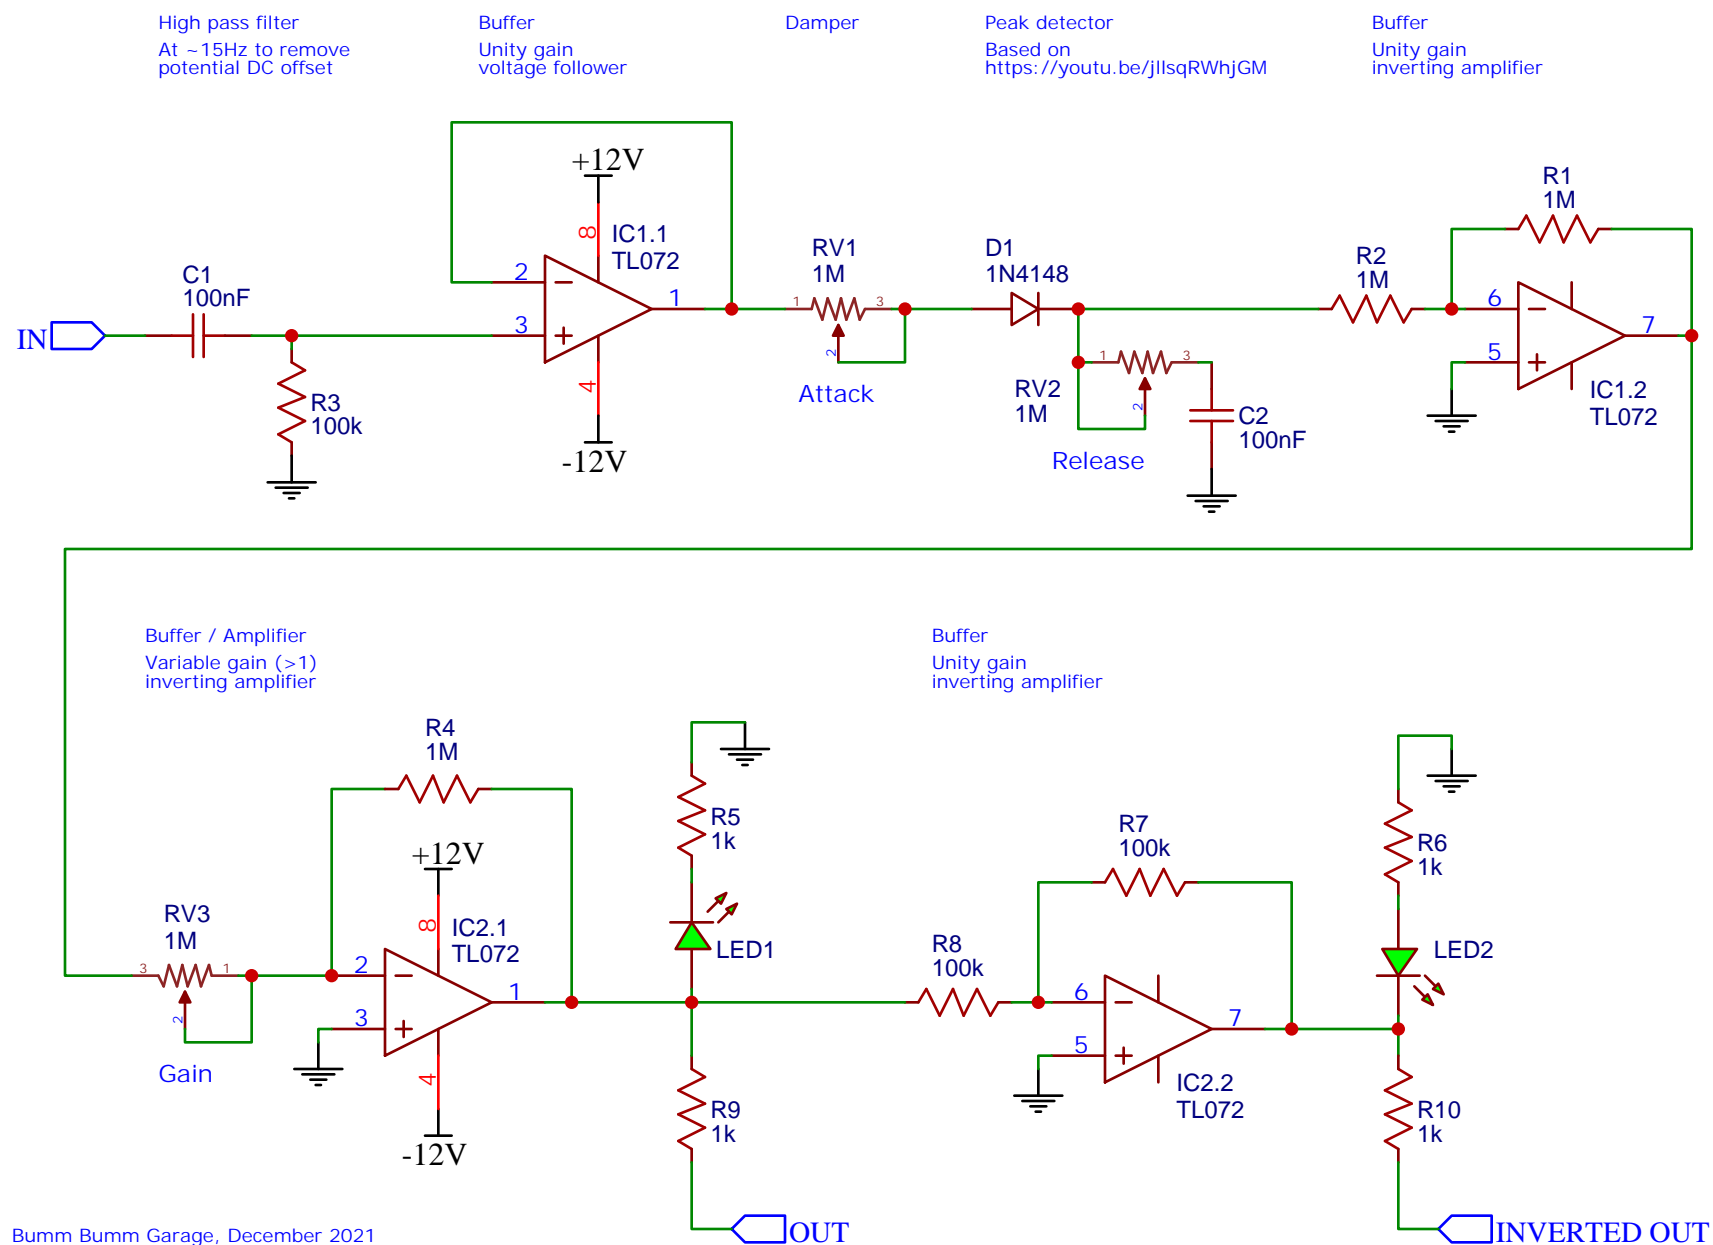 High pass filter
At ~15Hz to remove
potential DC offset
Buffer
Unity gain
voltage follower
Damper
Peak detector
Based on
https://youtu.be/jllsqRWhjGM
Buffer
Unity gain
inverting amplifier
+12V
8
IC1.1
TL072
2
3
1
4
-12V
IN
C1
100nF
R3
100k
RV1
1M
1
3
2
Attack
D1
1N4148
1
3
2
RV2
1M
Release
C2
100nF
R2
1M
R1
1M
6
5
7
IC1.2
TL072
Buffer / Amplifier
Variable gain (>1)
inverting amplifier
Buffer
Unity gain
inverting amplifier
R4
1M
+12V
8
IC2.1
TL072
RV3
1M
3
1
2
Gain
2
3
1
4
-12V
R5
1k
LED1
R9
1k
OUT
R8
100k
R7
100k
6
5
7
IC2.2
TL072
R6
1k
LED2
R10
1k
INVERTED OUT
Bumm Bumm Garage, December 2021